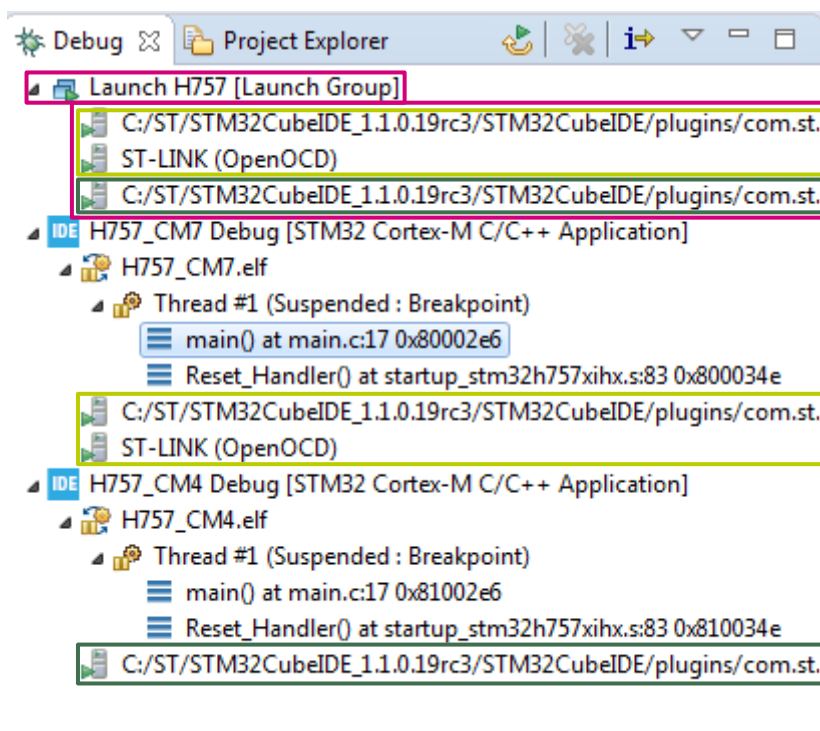 Debug Project Explorer
Launch H757 [Launch Group]
C:/ST/STM32CubeIDE_1.1.0.19rc3/STM32CubeIDE/plugins/com.st.
ST-LINK (OpenOCD)
C:/ST/STM32CubeIDE_1.1.0.19rc3/STM32CubeIDE/plugins/com.st.
IDE H757_CM7 Debug [STM32 Cortex-M C/C++ Application]
H757_CM7.elf
Thread #1 (Suspended : Breakpoint)
main() at main.c:17 0x80002e6
Reset_Handler() at startup_stm32h757xihx.s:83 0x800034e
C:/ST/STM32CubeIDE_1.1.0.19rc3/STM32CubeIDE/plugins/com.st.
ST-LINK (OpenOCD)
IDE H757_CM4 Debug [STM32 Cortex-M C/C++ Application]
H757_CM4.elf
Thread #1 (Suspended : Breakpoint)
main() at main.c:17 0x81002e6
Reset_Handler() at startup_stm32h757xihx.s:83 0x810034e
C:/ST/STM32CubeIDE_1.1.0.19rc3/STM32CubeIDE/plugins/com.st.